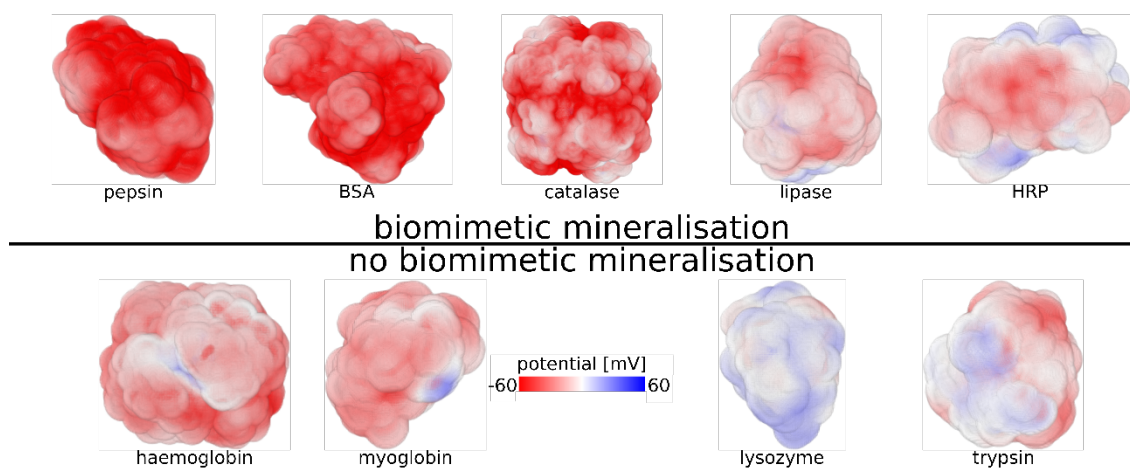 pepsin BSA catalase lipase HRP
biomimetic mineralisation
no biomimetic mineralisation
potential [mV]
-60 60
haemoglobin myoglobin lysozyme trypsin